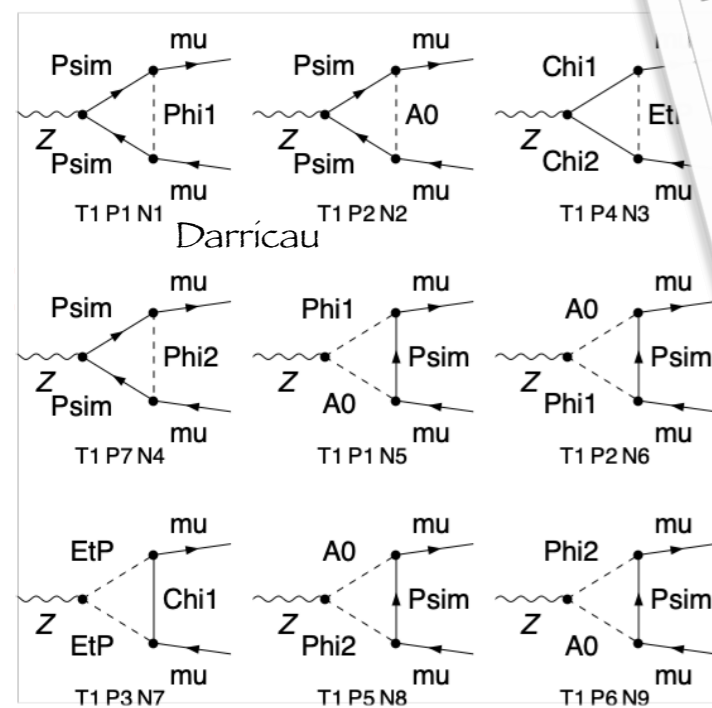 mu mu
Psim Psim Chi1
Phi1 A0
Z Z Z
Psim Psim Chi2
mu mu mu
T1 P1 N1 T1 P2 N2 T1 P4 N3
Darricau
mu mu mu
Psim Phi1 A0
Phi2 Psim Psim
Z Z Z
Psim A0 Phi1
mu mu mu
T1 P7 N4 T1 P1 N5 T1 P2 N6
mu mu mu
EtP A0 Phi2
Chi1 Psim Psim
Z Z Z
EtP Phi2 A0
mu mu mu
T1 P3 N7 T1 P5 N8 T1 P6 N9